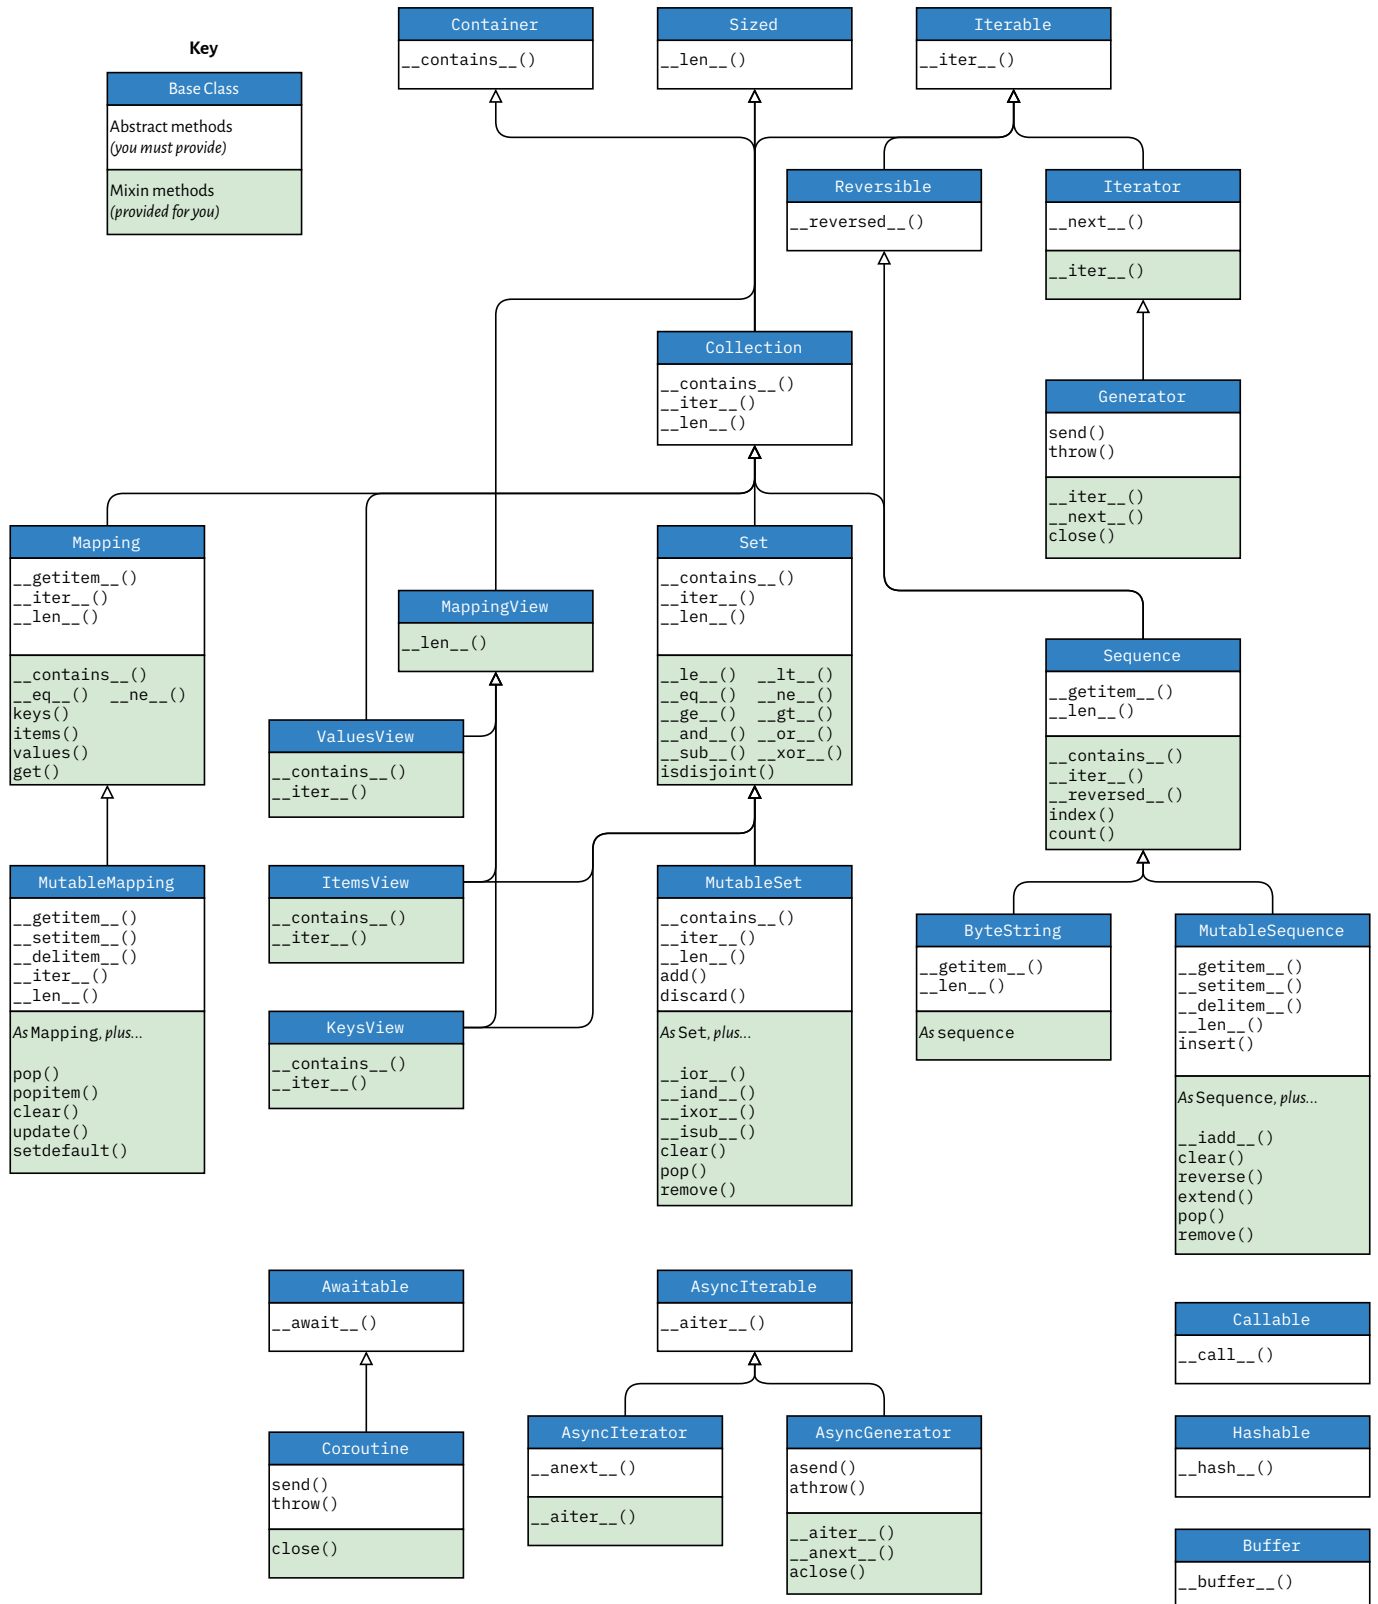 Key
Base Class
Abstract methods
(you must provide)
Mixin methods
(provided for you)
Container
__contains__()
Sized
__len__()
Iterable
__iter__()
Reversible
__reversed__()
Iterator
__next__()
__iter__()
Collection
__contains__()
__iter__()
__len__()
Generator
send()
throw()
__iter__()
__next__()
close()
Mapping
__getitem__()
__iter__()
__len__()
__contains__()
__eq__() __ne__()
keys()
items()
values()
get()
MappingView
__len__()
Set
__contains__()
__iter__()
__len__()
__le__() __lt__()
__eq__() __ne__()
__ge__() __gt__()
__and__() __or__()
__sub__() __xor__()
isdisjoint()
Sequence
__getitem__()
__len__()
__contains__()
__iter__()
__reversed__()
index()
count()
ValuesView
__contains__()
__iter__()
MutableMapping
__getitem__()
__setitem__()
__delitem__()
__iter__()
__len__()
As Mapping, plus...
pop()
popitem()
clear()
update()
setdefault()
ItemsView
__contains__()
__iter__()
KeysView
__contains__()
__iter__()
MutableSet
__contains__()
__iter__()
__len__()
add()
discard()
As Set, plus...
__ior__()
__iand__()
__ixor__()
__isub__()
clear()
pop()
remove()
ByteString
__getitem__()
__len__()
As sequence
MutableSequence
__getitem__()
__setitem__()
__delitem__()
__len__()
insert()
As Sequence, plus...
__iadd__()
clear()
reverse()
extend()
pop()
remove()
Awaitable
__await__()
Coroutine
send()
throw()
close()
AsyncIterable
__aiter__()
AsyncIterator
__anext__()
__aiter__()
AsyncGenerator
asend()
athrow()
__aiter__()
__anext__()
aclose()
Callable
__call__()
Hashable
__hash__()
Buffer
__buffer__()